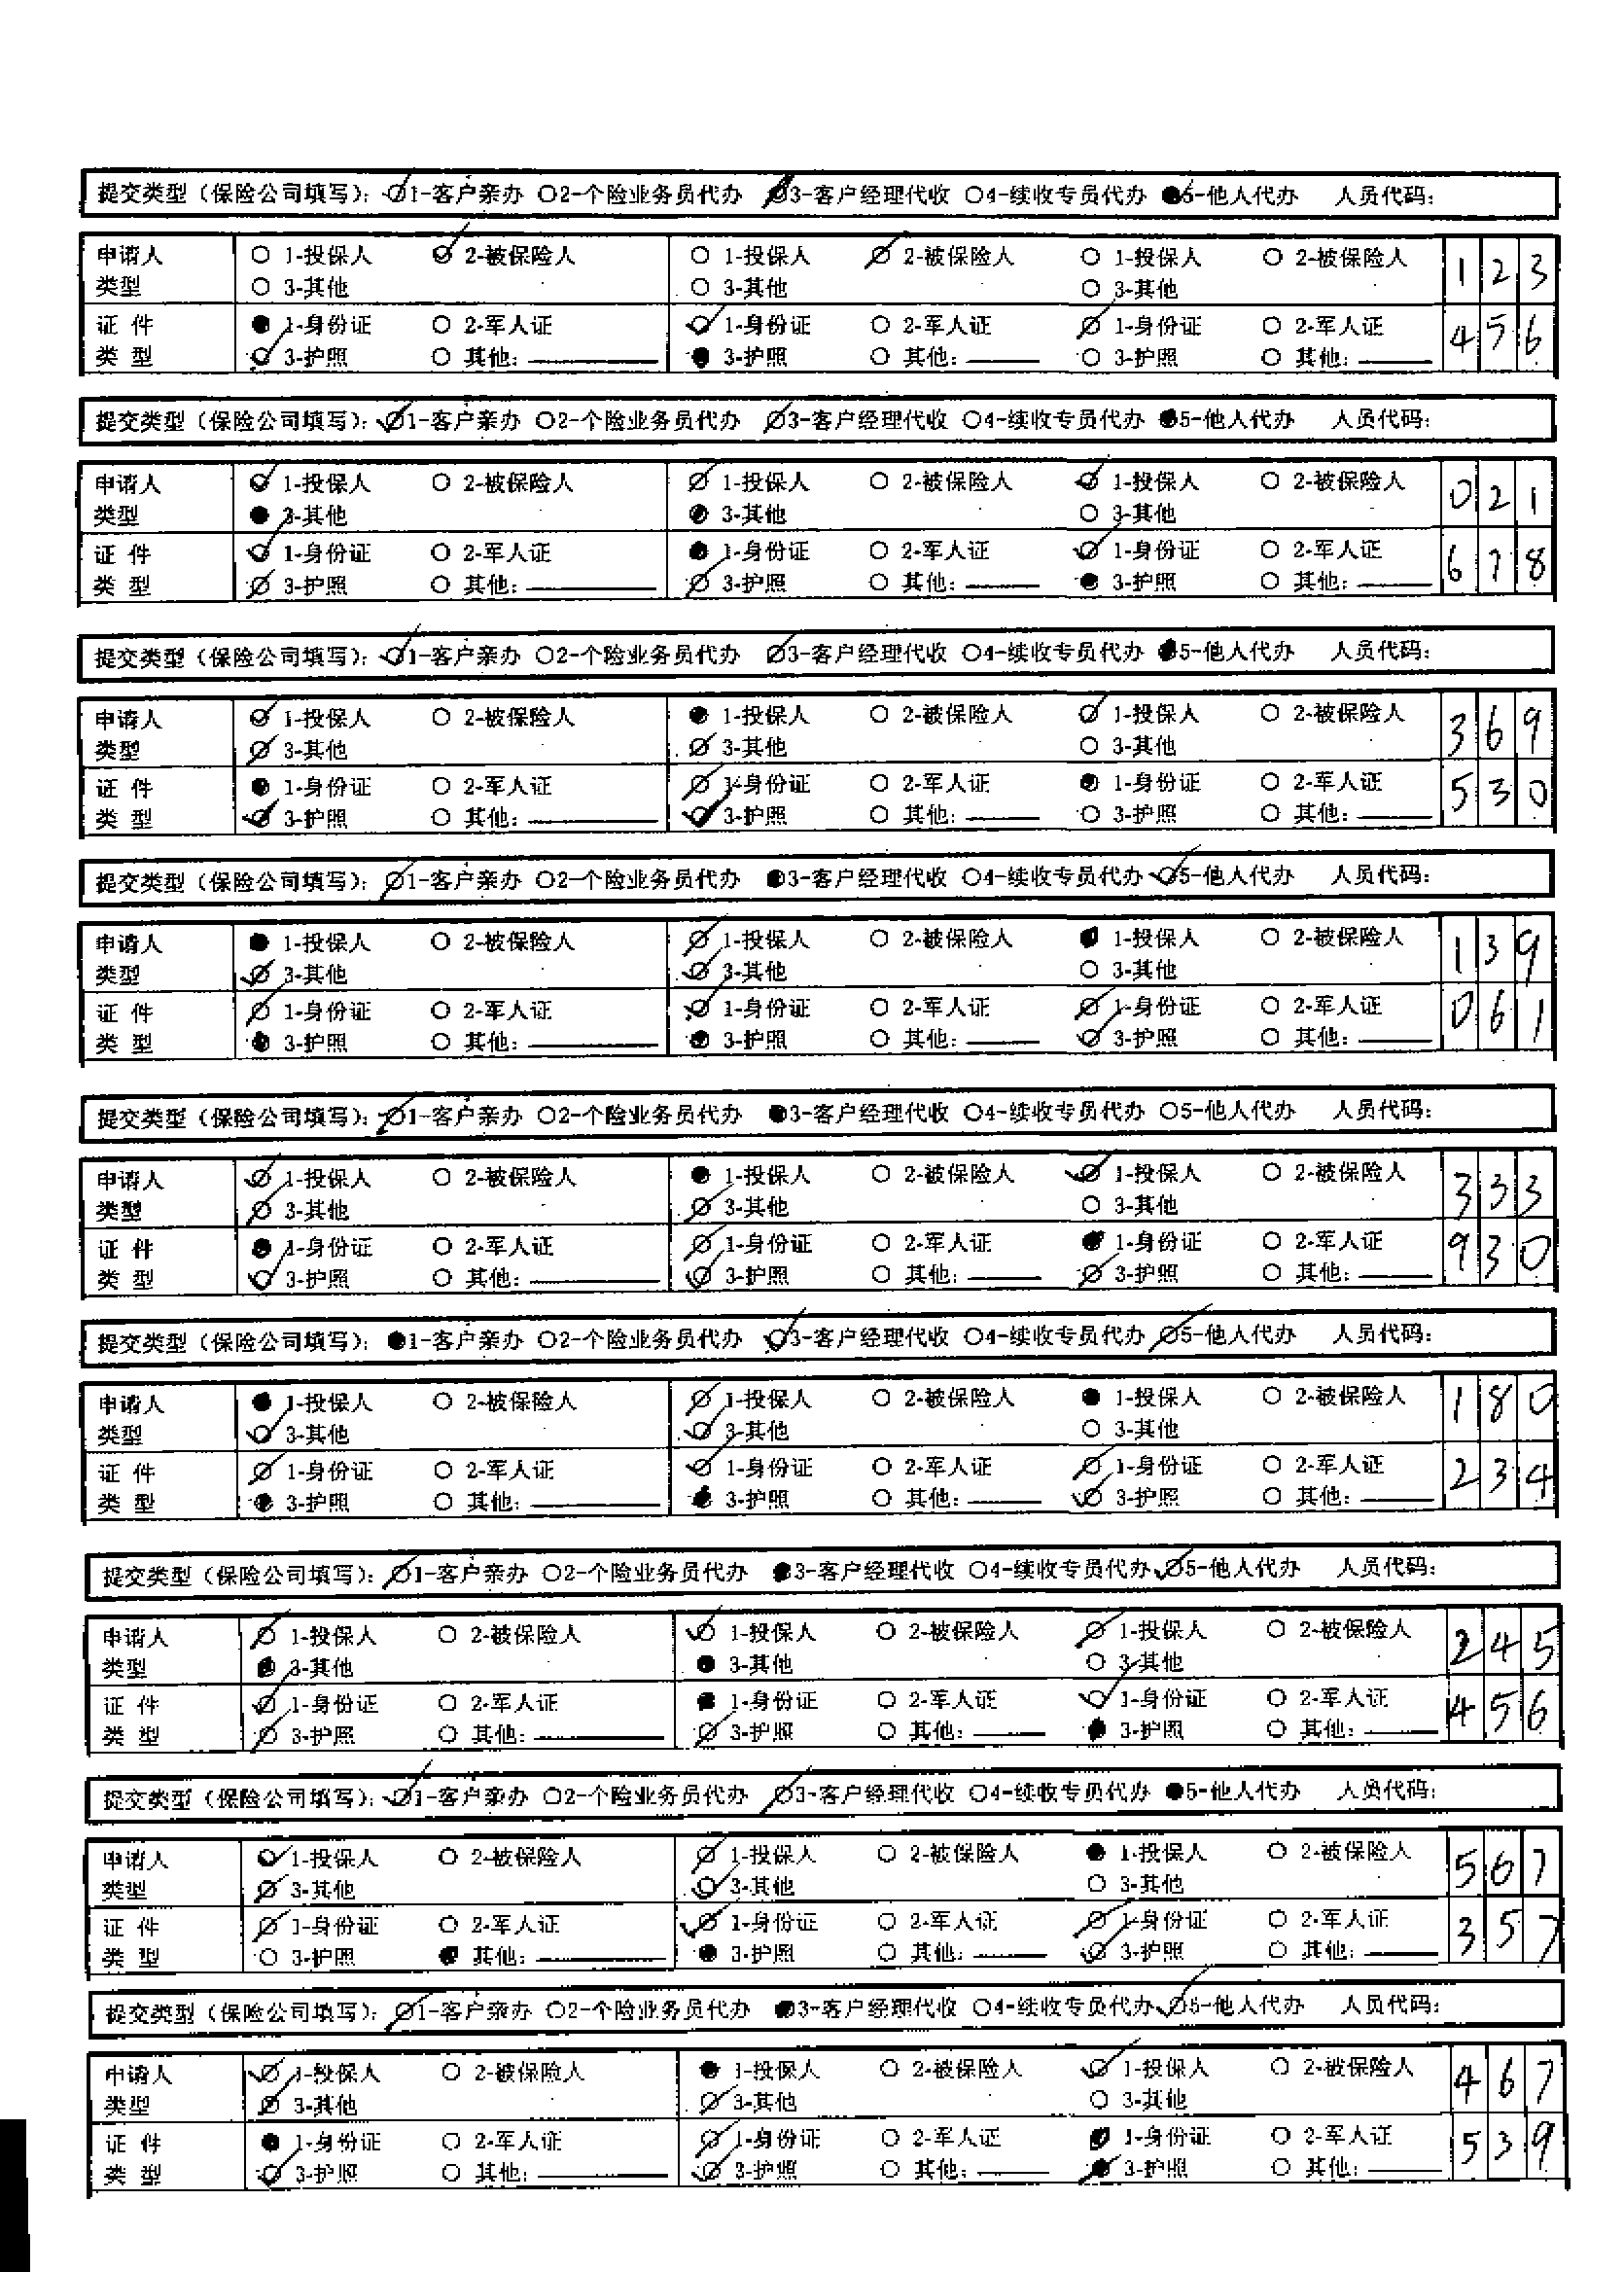 提交类型（保险公司填写）：○1-客户亲办 ○2-个险业务员代办 ○3-客户经理代收 ○4-续收专员代办 ●5-他人代办 人员代码：
申请人 ○ 1-投保人 ○ 2-被保险人 ○ 1-投保人 ○ 2-被保险人 ○ 1-投保人 ○ 2-被保险人 1 2 3
类型 ○ 3-其他 ○ 3-其他 ○ 3-其他
证 件 ● 1-身份证 ○ 2-军人证 ○ 1-身份证 ○ 2-军人证 ○ 1-身份证 ○ 2-军人证 4 5 6
类 型 ○ 3-护照 ○ 其他： ● 3-护照 ○ 其他： ○ 3-护照 ○ 其他：
提交类型（保险公司填写）：○1-客户亲办 ○2-个险业务员代办 ○3-客户经理代收 ○4-续收专员代办 ●5-他人代办 人员代码：
申请人 ○ 1-投保人 ○ 2-被保险人 ○ 1-投保人 ○ 2-被保险人 ○ 1-投保人 ○ 2-被保险人 0 2 1
类型 ● 3-其他 ● 3-其他 ○ 3-其他
证 件 ○ 1-身份证 ○ 2-军人证 ● 1-身份证 ○ 2-军人证 ○ 1-身份证 ○ 2-军人证 6 7 8
类 型 ○ 3-护照 ○ 其他： ○ 3-护照 ○ 其他： ● 3-护照 ○ 其他：
提交类型（保险公司填写）：○1-客户亲办 ○2-个险业务员代办 ○3-客户经理代收 ○4-续收专员代办 ●5-他人代办 人员代码：
申请人 ○ 1-投保人 ○ 2-被保险人 ● 1-投保人 ○ 2-被保险人 ○ 1-投保人 ○ 2-被保险人 3 6 9
类型 ○ 3-其他 ○ 3-其他 ○ 3-其他
证 件 ● 1-身份证 ○ 2-军人证 ○ 1-身份证 ○ 2-军人证 ● 1-身份证 ○ 2-军人证 5 3 0
类 型 ○ 3-护照 ○ 其他： ○ 3-护照 ○ 其他： ○ 3-护照 ○ 其他：
提交类型（保险公司填写）：○1-客户亲办 ○2-个险业务员代办 ●3-客户经理代收 ○4-续收专员代办 ○5-他人代办 人员代码：
申请人 ● 1-投保人 ○ 2-被保险人 ○ 1-投保人 ○ 2-被保险人 ● 1-投保人 ○ 2-被保险人 1 3 9
类型 ○ 3-其他 ○ 3-其他 ○ 3-其他
证 件 ○ 1-身份证 ○ 2-军人证 ○ 1-身份证 ○ 2-军人证 ○ 1-身份证 ○ 2-军人证 0 6 1
类 型 ● 3-护照 ○ 其他： ● 3-护照 ○ 其他： ○ 3-护照 ○ 其他：
提交类型（保险公司填写）：○1-客户亲办 ○2-个险业务员代办 ●3-客户经理代收 ○4-续收专员代办 ○5-他人代办 人员代码：
申请人 ○ 1-投保人 ○ 2-被保险人 ● 1-投保人 ○ 2-被保险人 ○ 1-投保人 ○ 2-被保险人 3 3 3
类型 ○ 3-其他 ○ 3-其他 ○ 3-其他
证 件 ● 1-身份证 ○ 2-军人证 ○ 1-身份证 ○ 2-军人证 ● 1-身份证 ○ 2-军人证 9 3 0
类 型 ○ 3-护照 ○ 其他： ○ 3-护照 ○ 其他： ○ 3-护照 ○ 其他：
提交类型（保险公司填写）：●1-客户亲办 ○2-个险业务员代办 ○3-客户经理代收 ○4-续收专员代办 ○5-他人代办 人员代码：
申请人 ● 1-投保人 ○ 2-被保险人 ○ 1-投保人 ○ 2-被保险人 ● 1-投保人 ○ 2-被保险人 1 8 0
类型 ○ 3-其他 ○ 3-其他 ○ 3-其他
证 件 ○ 1-身份证 ○ 2-军人证 ○ 1-身份证 ○ 2-军人证 ○ 1-身份证 ○ 2-军人证 2 3 4
类 型 ● 3-护照 ○ 其他： ● 3-护照 ○ 其他： ○ 3-护照 ○ 其他：
提交类型（保险公司填写）：○1-客户亲办 ○2-个险业务员代办 ●3-客户经理代收 ○4-续收专员代办 ○5-他人代办 人员代码：
申请人 ○ 1-投保人 ○ 2-被保险人 ○ 1-投保人 ○ 2-被保险人 ○ 1-投保人 ○ 2-被保险人 2 4 5
类型 ● 3-其他 ● 3-其他 ○ 3-其他
证 件 ○ 1-身份证 ○ 2-军人证 ● 1-身份证 ○ 2-军人证 ○ 1-身份证 ○ 2-军人证 4 5 6
类 型 ○ 3-护照 ○ 其他： ○ 3-护照 ○ 其他： ● 3-护照 ○ 其他：
提交类型（保险公司填写）：○1-客户亲办 ○2-个险业务员代办 ○3-客户经理代收 ○4-续收专员代办 ●5-他人代办 人员代码：
申请人 ○ 1-投保人 ○ 2-被保险人 ○ 1-投保人 ○ 2-被保险人 ● 1-投保人 ○ 2-被保险人 5 6 7
类型 ○ 3-其他 ○ 3-其他 ○ 3-其他
证 件 ○ 1-身份证 ○ 2-军人证 ○ 1-身份证 ○ 2-军人证 ○ 1-身份证 ○ 2-军人证 3 5 7
类 型 ○ 3-护照 ● 其他： ● 3-护照 ○ 其他： ○ 3-护照 ○ 其他：
提交类型（保险公司填写）：○1-客户亲办 ○2-个险业务员代办 ●3-客户经理代收 ○4-续收专员代办 ○5-他人代办 人员代码：
申请人 ○ 1-投保人 ○ 2-被保险人 ● 1-投保人 ○ 2-被保险人 ○ 1-投保人 ○ 2-被保险人 4 6 7
类型 ○ 3-其他 ○ 3-其他 ○ 3-其他
证 件 ● 1-身份证 ○ 2-军人证 ○ 1-身份证 ○ 2-军人证 ● 1-身份证 ○ 2-军人证 5 3 9
类 型 ○ 3-护照 ○ 其他： ○ 3-护照 ○ 其他： ● 3-护照 ○ 其他：